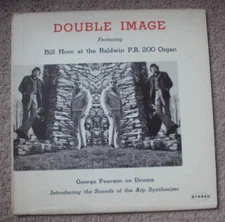 DOUBLE IMAGE
Featuring
Bill Horn at the Baldwin P.R. 200 Organ
George Pearson on Drums
Introducing the Sounds of the Arp Synthesizer
STEREO